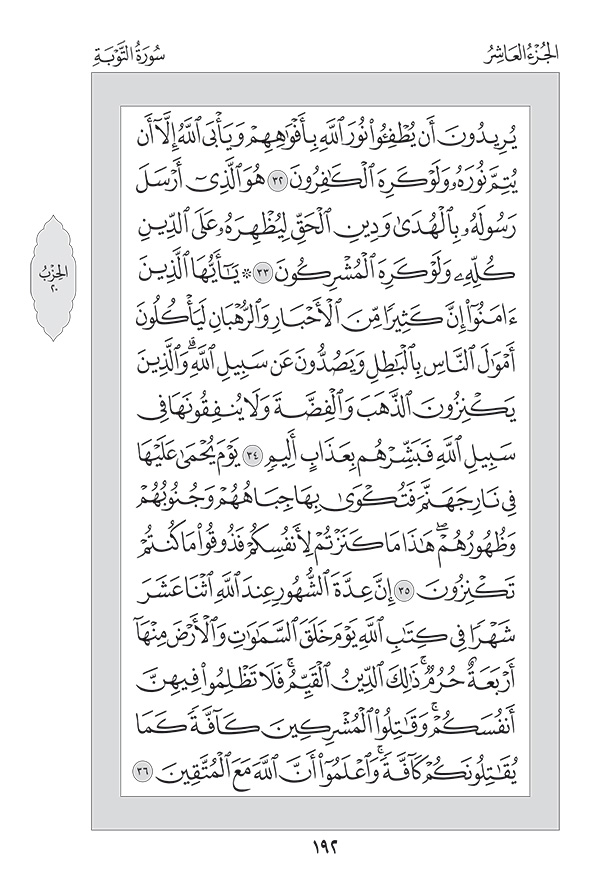 الجُزْءُ العَاشِرُ
سُورَةُ التَّوْبَةِ
يُرِيدُونَ أَن يُطْفِـُٔوا۟ نُورَ ٱللَّهِ بِأَفْوَٰهِهِمْ وَيَأْبَى ٱللَّهُ إِلَّآ أَن
يُتِمَّ نُورَهُۥ وَلَوْ كَرِهَ ٱلْكَٰفِرُونَ ٣٢ هُوَ ٱلَّذِىٓ أَرْسَلَ
رَسُولَهُۥ بِٱلْهُدَىٰ وَدِينِ ٱلْحَقِّ لِيُظْهِرَهُۥ عَلَى ٱلدِّينِ
كُلِّهِۦ وَلَوْ كَرِهَ ٱلْمُشْرِكُونَ ٣٣ ۞ يَٰٓأَيُّهَا ٱلَّذِينَ
ءَامَنُوٓا۟ إِنَّ كَثِيرًا مِّنَ ٱلْأَحْبَارِ وَٱلرُّهْبَانِ لَيَأْكُلُونَ
أَمْوَٰلَ ٱلنَّاسِ بِٱلْبَٰطِلِ وَيَصُدُّونَ عَن سَبِيلِ ٱللَّهِ ۗ وَٱلَّذِينَ
يَكْنِزُونَ ٱلذَّهَبَ وَٱلْفِضَّةَ وَلَا يُنفِقُونَهَا فِى
سَبِيلِ ٱللَّهِ فَبَشِّرْهُم بِعَذَابٍ أَلِيمٍ ٣٤ يَوْمَ يُحْمَىٰ عَلَيْهَا
فِى نَارِ جَهَنَّمَ فَتُكْوَىٰ بِهَا جِبَاهُهُمْ وَجُنُوبُهُمْ
وَظُهُورُهُمْ ۖ هَٰذَا مَا كَنَزْتُمْ لِأَنفُسِكُمْ فَذُوقُوا۟ مَا كُنتُمْ
تَكْنِزُونَ ٣٥ إِنَّ عِدَّةَ ٱلشُّهُورِ عِندَ ٱللَّهِ ٱثْنَا عَشَرَ
شَهْرًا فِى كِتَٰبِ ٱللَّهِ يَوْمَ خَلَقَ ٱلسَّمَٰوَٰتِ وَٱلْأَرْضَ مِنْهَآ
أَرْبَعَةٌ حُرُمٌ ۚ ذَٰلِكَ ٱلدِّينُ ٱلْقَيِّمُ ۚ فَلَا تَظْلِمُوا۟ فِيهِنَّ
أَنفُسَكُمْ ۚ وَقَٰتِلُوا۟ ٱلْمُشْرِكِينَ كَآفَّةً كَمَا
يُقَٰتِلُونَكُمْ كَآفَّةً ۚ وَٱعْلَمُوٓا۟ أَنَّ ٱللَّهَ مَعَ ٱلْمُتَّقِينَ ٣٦
الحِزْبُ
٢٠
١٩٢